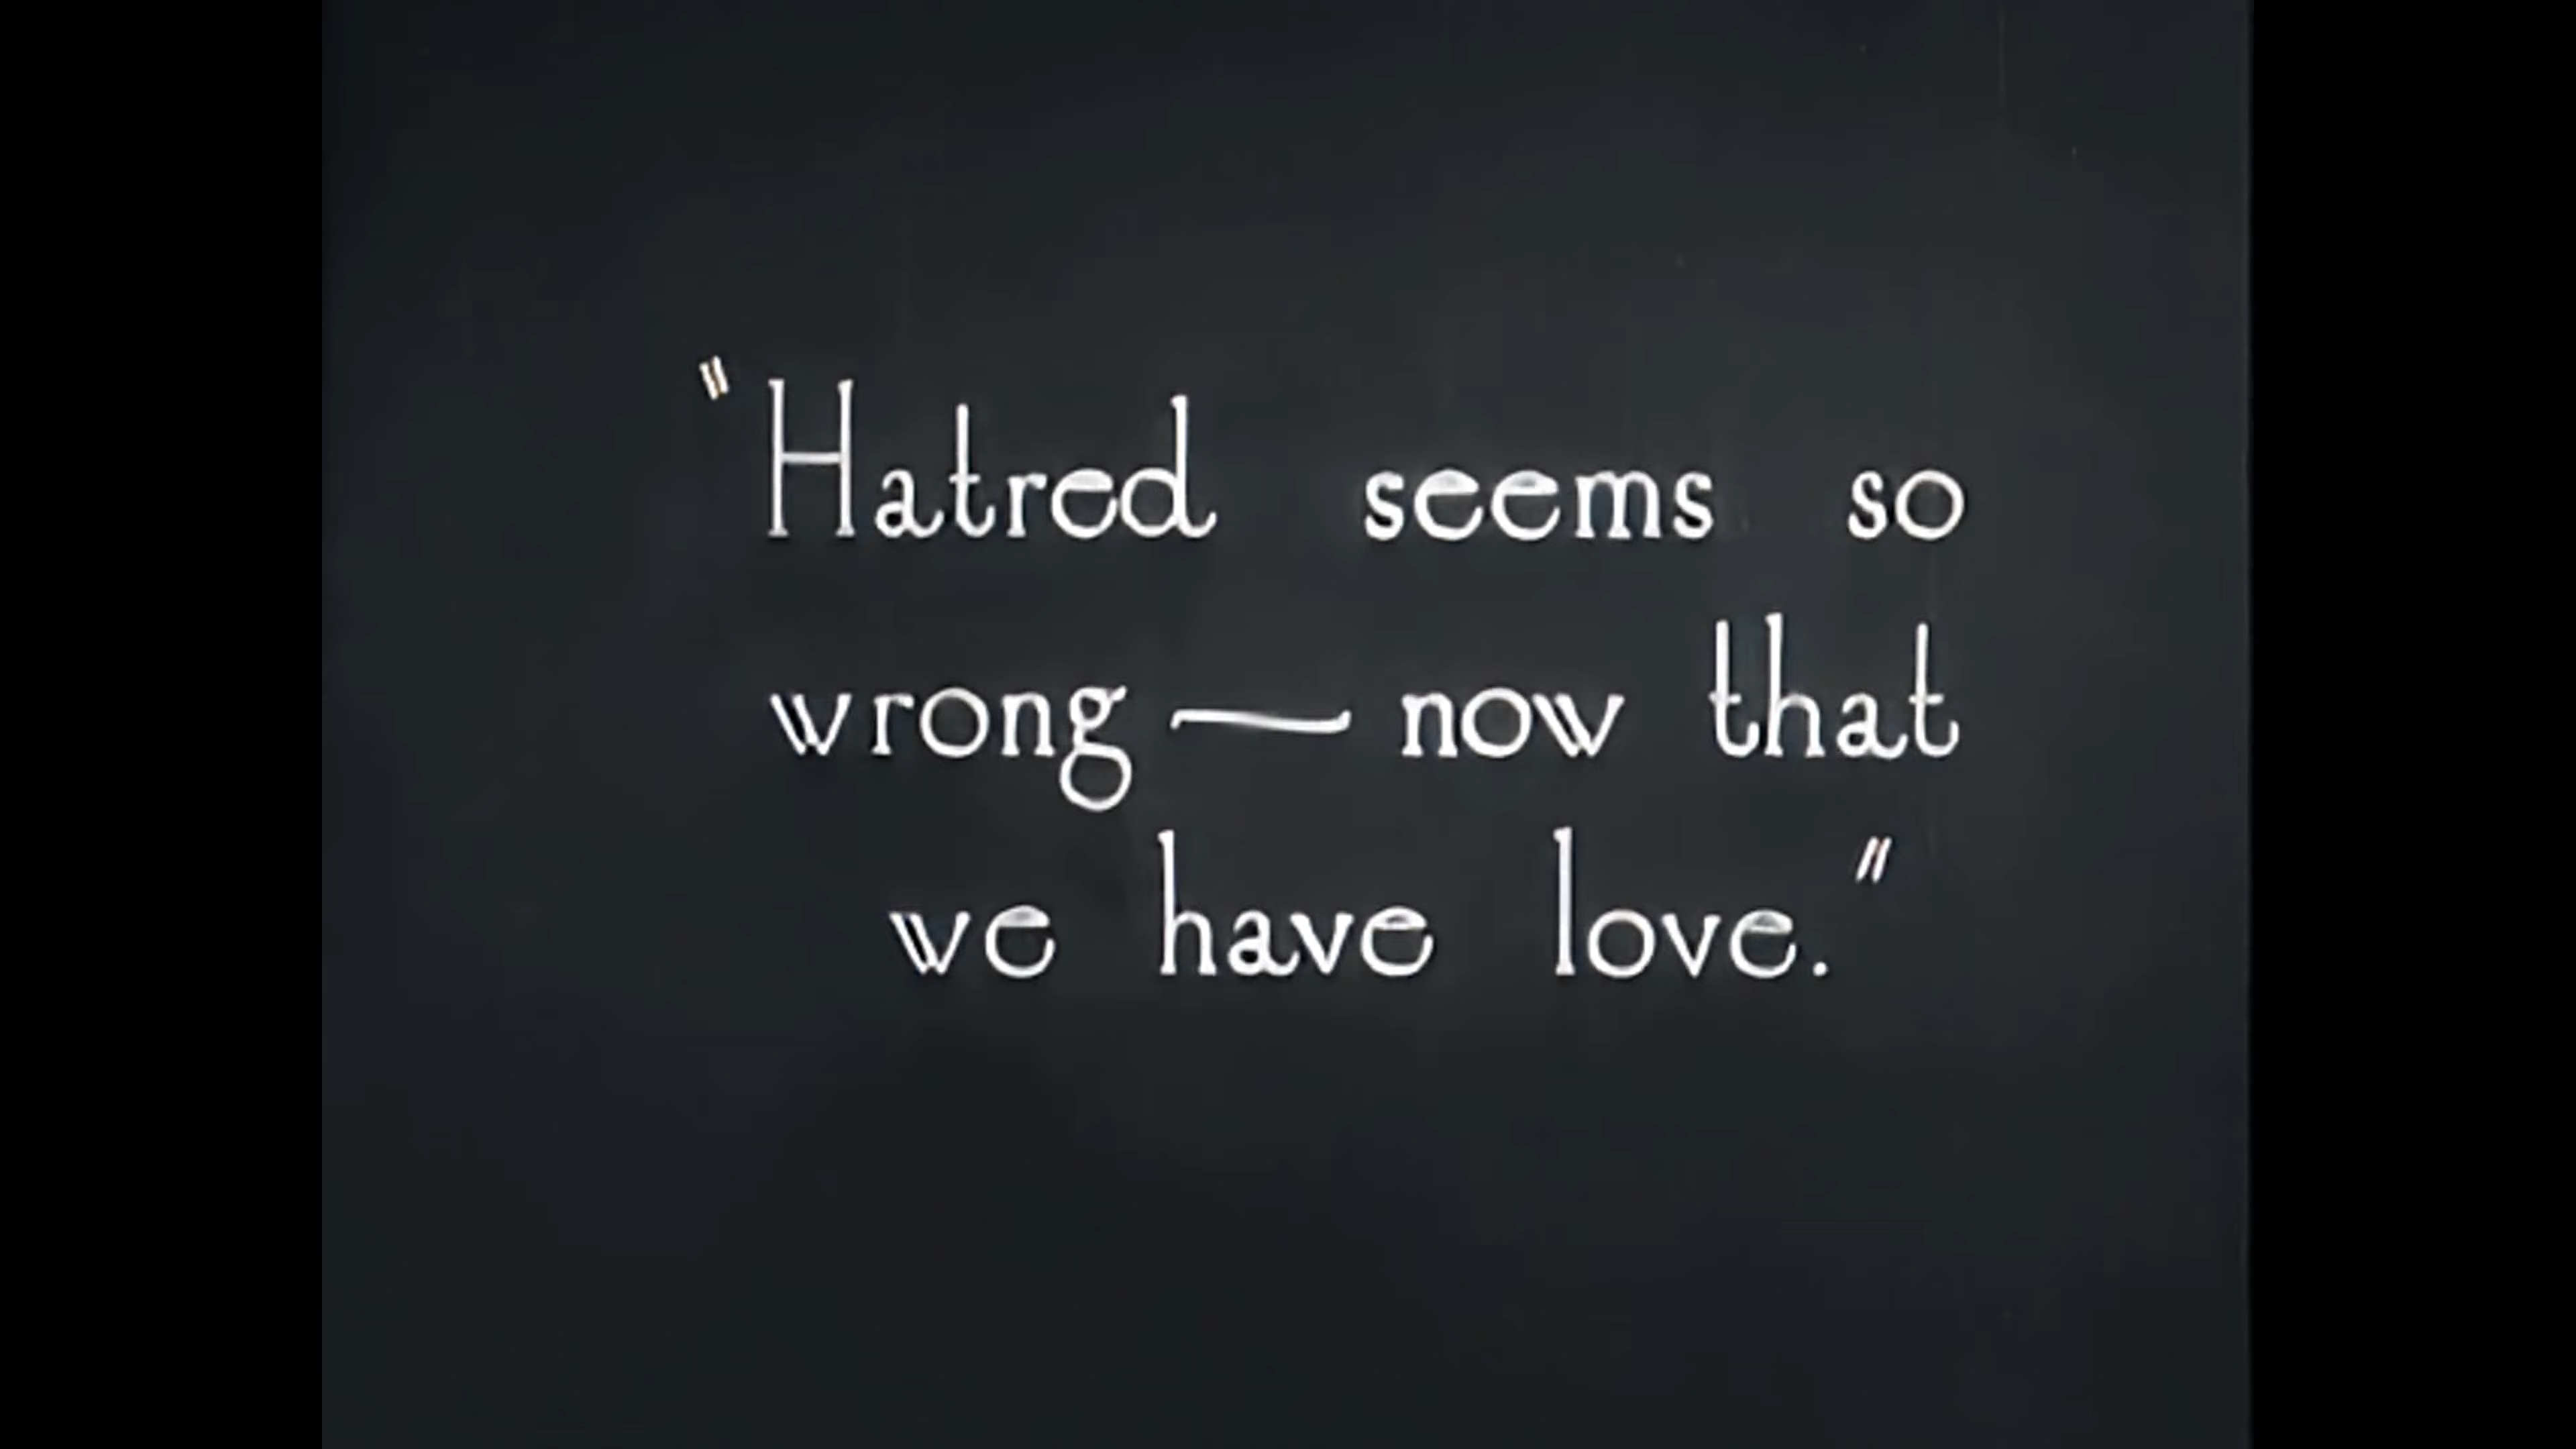 "Hatred seems so
wrong — now that
we have love."